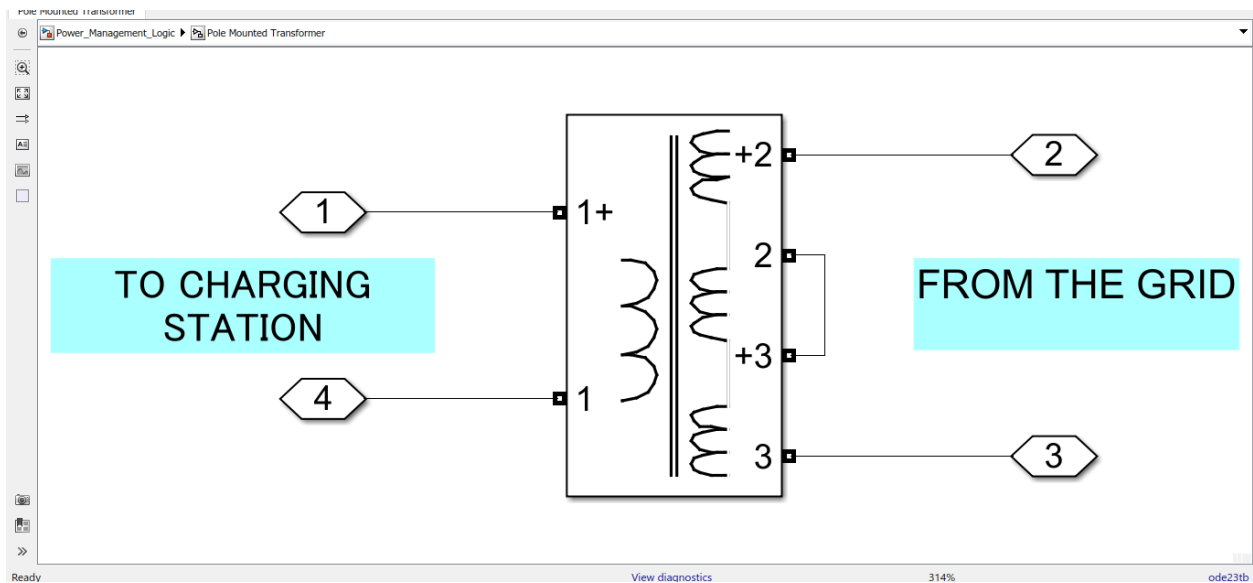 Pole Mounted Transformer
Power_Management_Logic Pole Mounted Transformer
+2
2
1
1+
2
TO CHARGING
STATION
FROM THE GRID
+3
4
1
3
3
Ready
View diagnostics
314%
ode23tb